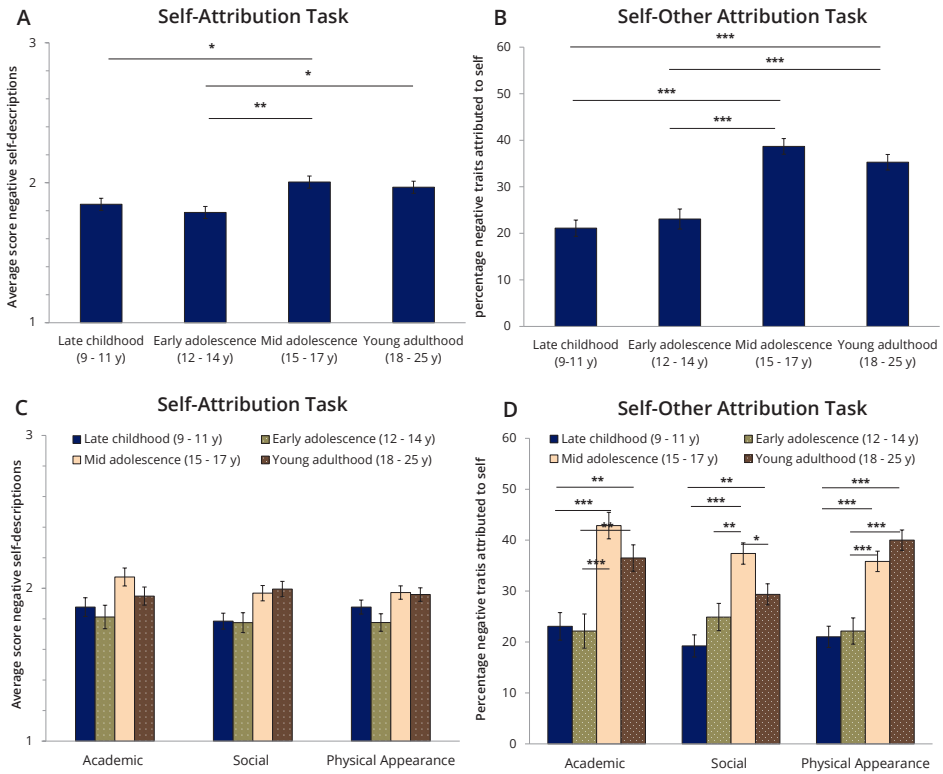 A
Self-Attribution Task
Average score negative self-descriptions
3
2
1
*
*
**
Late childhood
(9 - 11 y)
Early adolescence
(12 - 14 y)
Mid adolescence
(15 - 17 y)
Young adulthood
(18 - 25 y)
B
Self-Other Attribution Task
percentage negative traits attributed to self
60
50
40
30
20
10
0
***
***
***
***
Late childhood
(9-11 y)
Early adolescence
(12 - 14 y)
Mid adolescence
(15 - 17 y)
Young adulthood
(18 - 25 y)
C
Self-Attribution Task
Average score negative self-descriptioons
3
2
1
Late childhood (9 - 11 y)
Early adolescence (12 - 14 y)
Mid adolescence (15 - 17 y)
Young adulthood (18 - 25 y)
Academic
Social
Physical Appearance
D
Self-Other Attribution Task
Percentage negative tratis attributed to self
60
50
40
30
20
10
0
Late childhood (9 - 11 y)
Early adolescence (12 - 14 y)
Mid adolescence (15 - 17 y)
Young adulthood (18 - 25 y)
**
***
**
***
**
***
**
*
***
***
***
***
Academic
Social
Physical Appearance